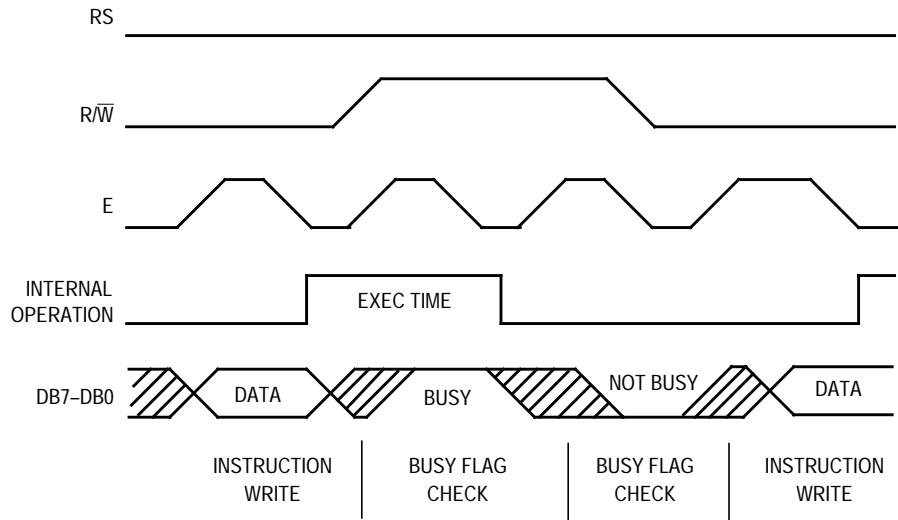 RS
R/W̅
E
INTERNAL
OPERATION
EXEC TIME
DB7–DB0
DATA
BUSY
NOT BUSY
DATA
INSTRUCTION
WRITE
BUSY FLAG
CHECK
BUSY FLAG
CHECK
INSTRUCTION
WRITE